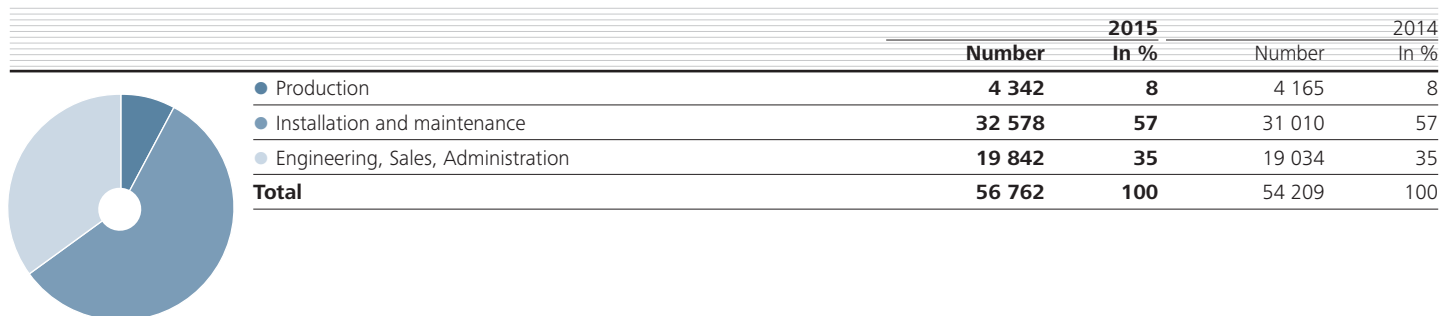 2015 2014
Number In % Number In %
Production 4 342 8 4 165 8
Installation and maintenance 32 578 57 31 010 57
Engineering, Sales, Administration 19 842 35 19 034 35
Total 56 762 100 54 209 100